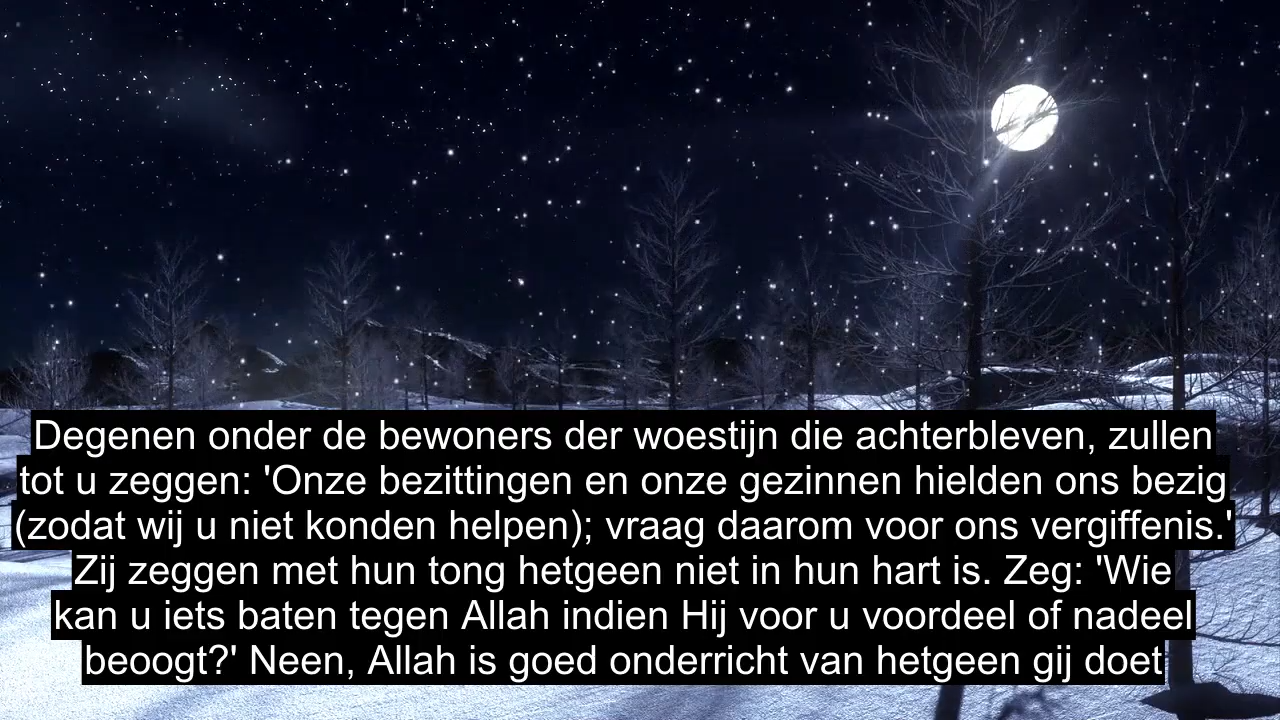 Degenen onder de bewoners der woestijn die achterbleven, zullen
tot u zeggen: 'Onze bezittingen en onze gezinnen hielden ons bezig
(zodat wij u niet konden helpen); vraag daarom voor ons vergiffenis.'
Zij zeggen met hun tong hetgeen niet in hun hart is. Zeg: 'Wie
kan u iets baten tegen Allah indien Hij voor u voordeel of nadeel
beoogt?' Neen, Allah is goed onderricht van hetgeen gij doet